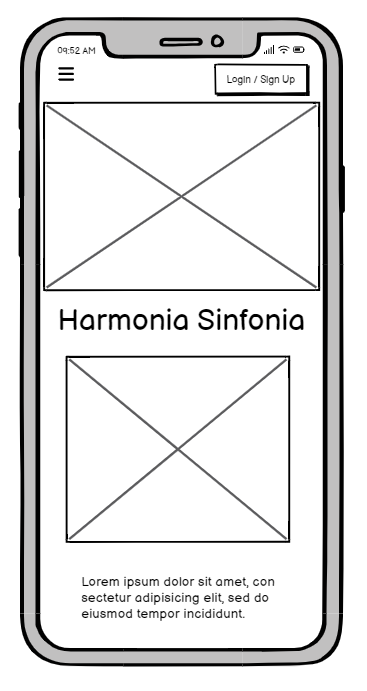 09:52 AM
Login / Sign Up
Harmonia Sinfonia
Lorem ipsum dolor sit amet, con
sectetur adipisicing elit, sed do
eiusmod tempor incididunt.